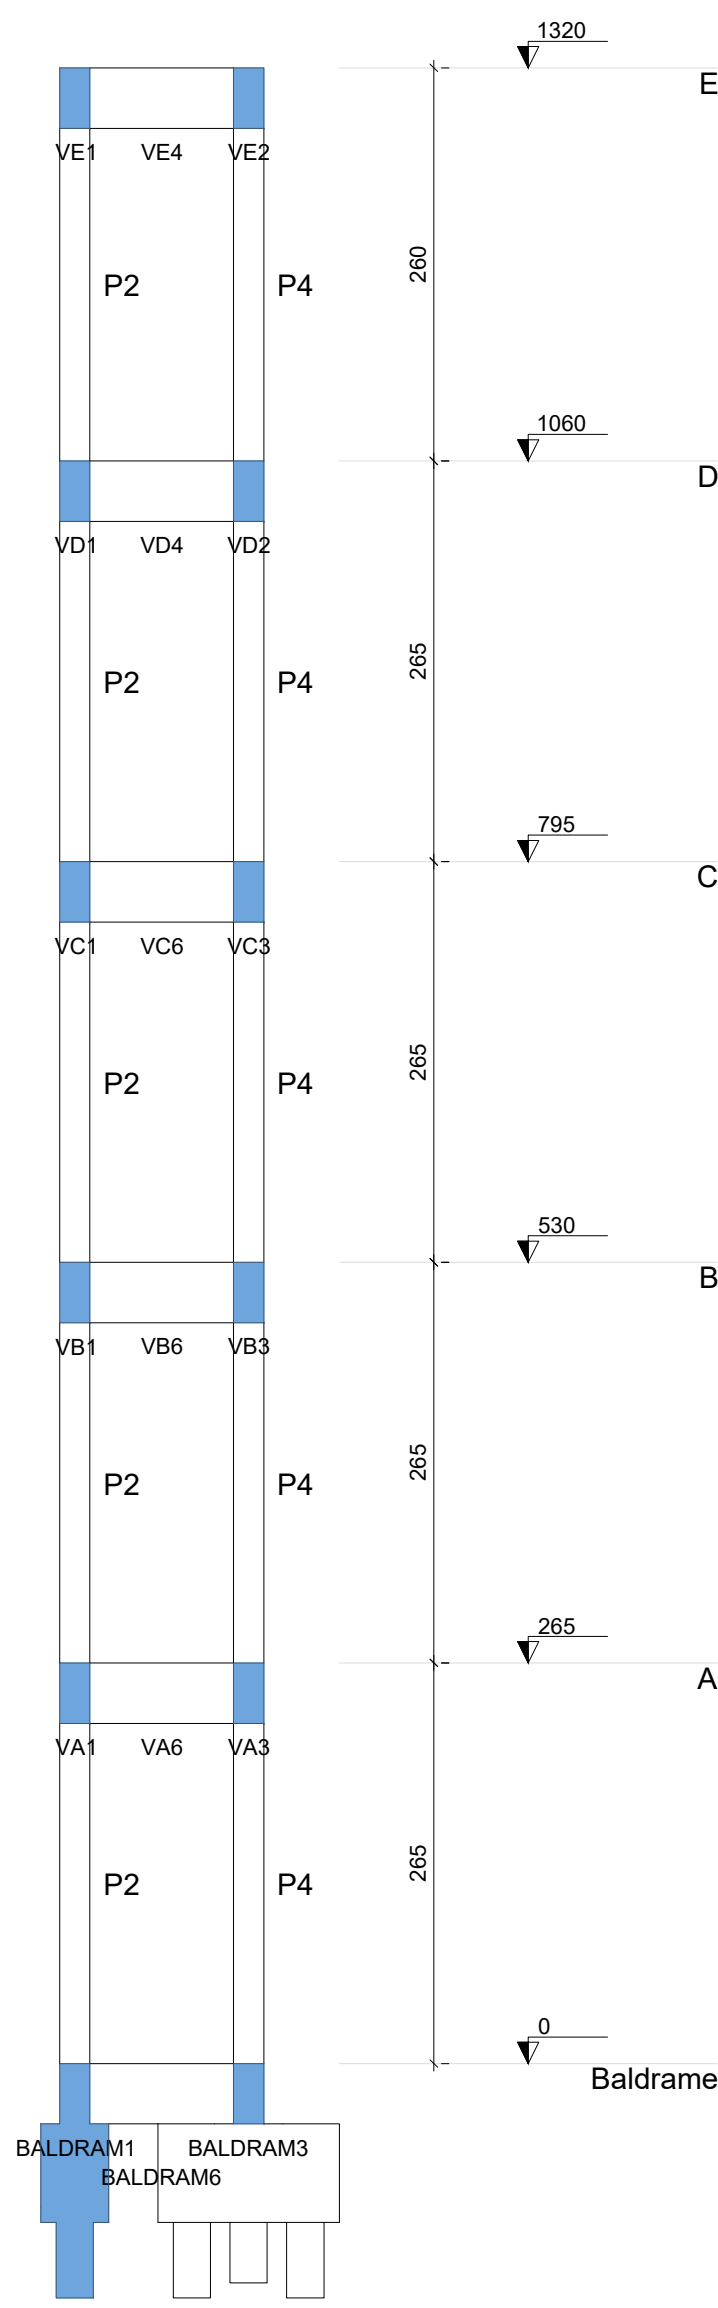 1320
E
VE1 VE4 VE2
260
P2 P4
1060
D
VD1 VD4 VD2
265
P2 P4
795
C
VC1 VC6 VC3
265
P2 P4
530
B
VB1 VB6 VB3
265
P2 P4
265
A
VA1 VA6 VA3
265
P2 P4
0
Baldrame
BALDRAM1 BALDRAM3
BALDRAM6